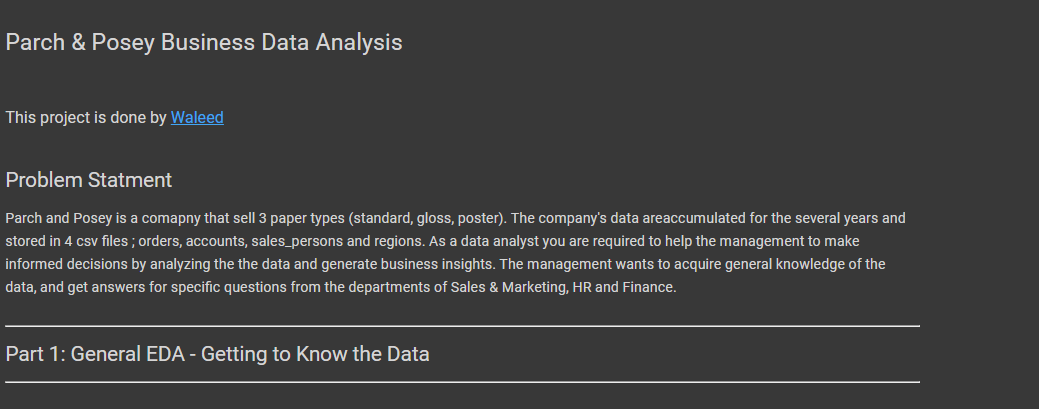 Parch & Posey Business Data Analysis
This project is done by Waleed
Problem Statment
Parch and Posey is a comapny that sell 3 paper types (standard, gloss, poster). The company's data areaccumulated for the several years and
stored in 4 csv files ; orders, accounts, sales_persons and regions. As a data analyst you are required to help the management to make
informed decisions by analyzing the the data and generate business insights. The management wants to acquire general knowledge of the
data, and get answers for specific questions from the departments of Sales & Marketing, HR and Finance.
Part 1: General EDA - Getting to Know the Data